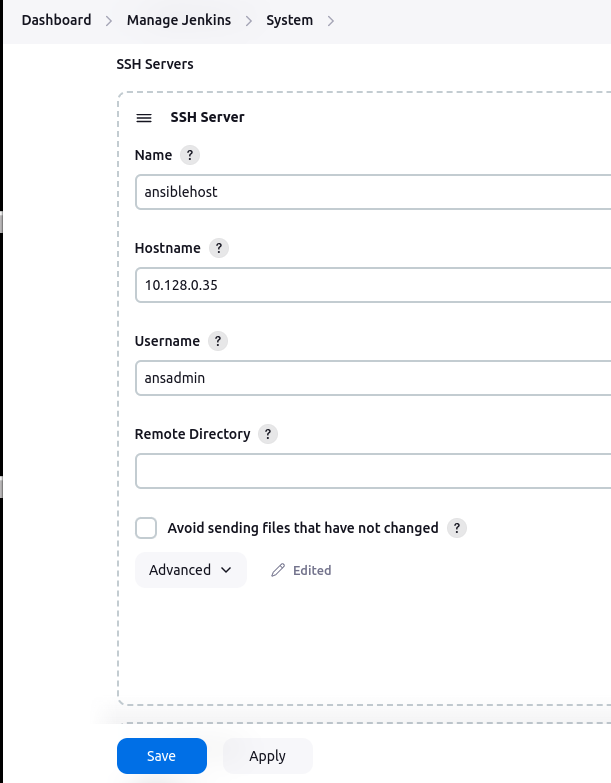 Dashboard > Manage Jenkins > System >
SSH Servers
SSH Server
Name ?
ansiblehost
Hostname ?
10.128.0.35
Username ?
ansadmin
Remote Directory ?
Avoid sending files that have not changed ?
Advanced Edited
Save Apply